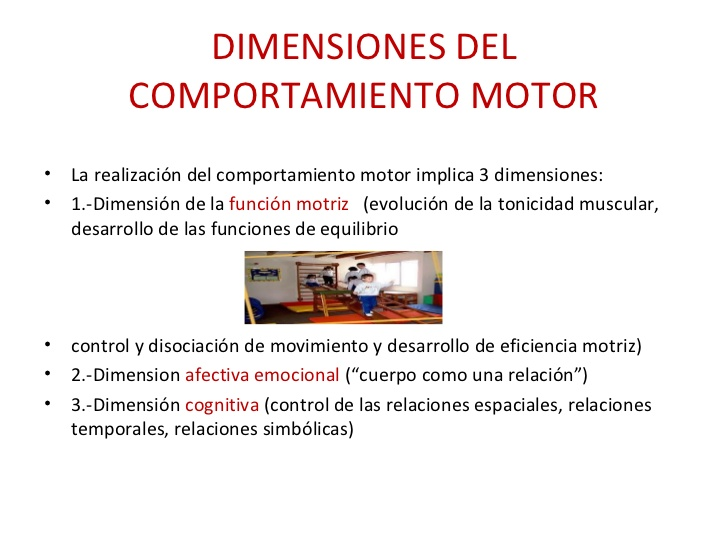 DIMENSIONES DEL
COMPORTAMIENTO MOTOR
• La realización del comportamiento motor implica 3 dimensiones:
• 1.-Dimensión de la función motriz (evolución de la tonicidad muscular,
desarrollo de las funciones de equilibrio
• control y disociación de movimiento y desarrollo de eficiencia motriz)
• 2.-Dimension afectiva emocional (“cuerpo como una relación”)
• 3.-Dimensión cognitiva (control de las relaciones espaciales, relaciones
temporales, relaciones simbólicas)